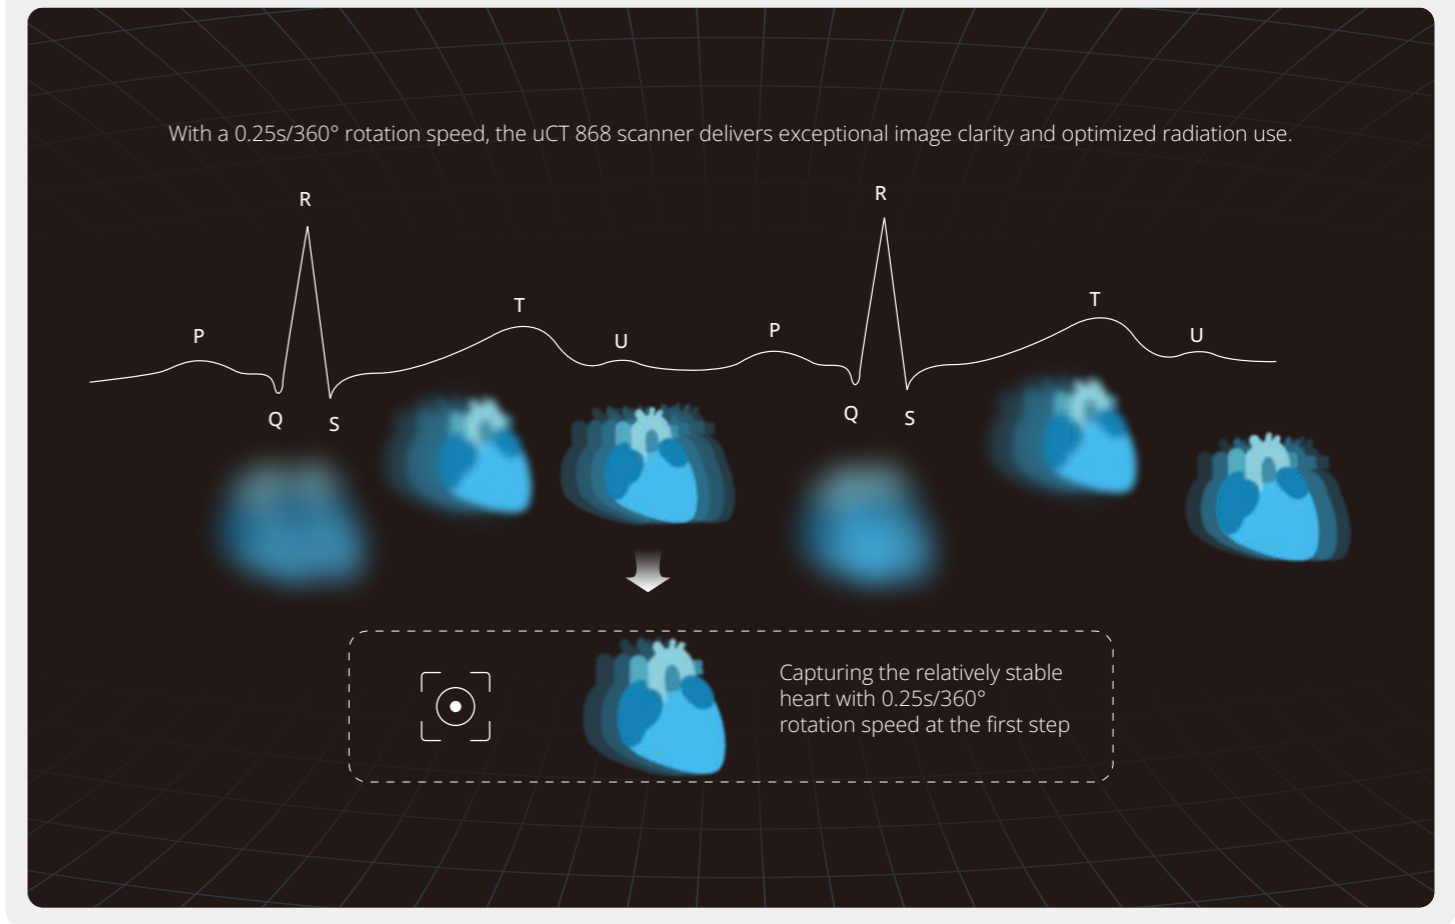 With a 0.25s/360° rotation speed, the uCT 868 scanner delivers exceptional image clarity and optimized radiation use.
R
R
P
T
U
P
T
U
Q
S
Q
S
Capturing the relatively stable
heart with 0.25s/360°
rotation speed at the first step